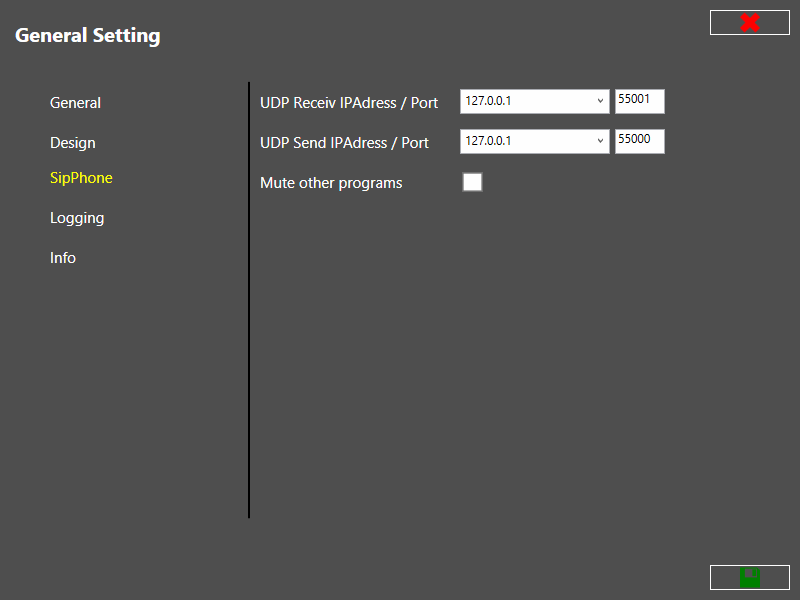 General Setting
General
Design
SipPhone
Logging
Info
UDP Receiv IPAdress / Port 127.0.0.1 55001
UDP Send IPAdress / Port 127.0.0.1 55000
Mute other programs